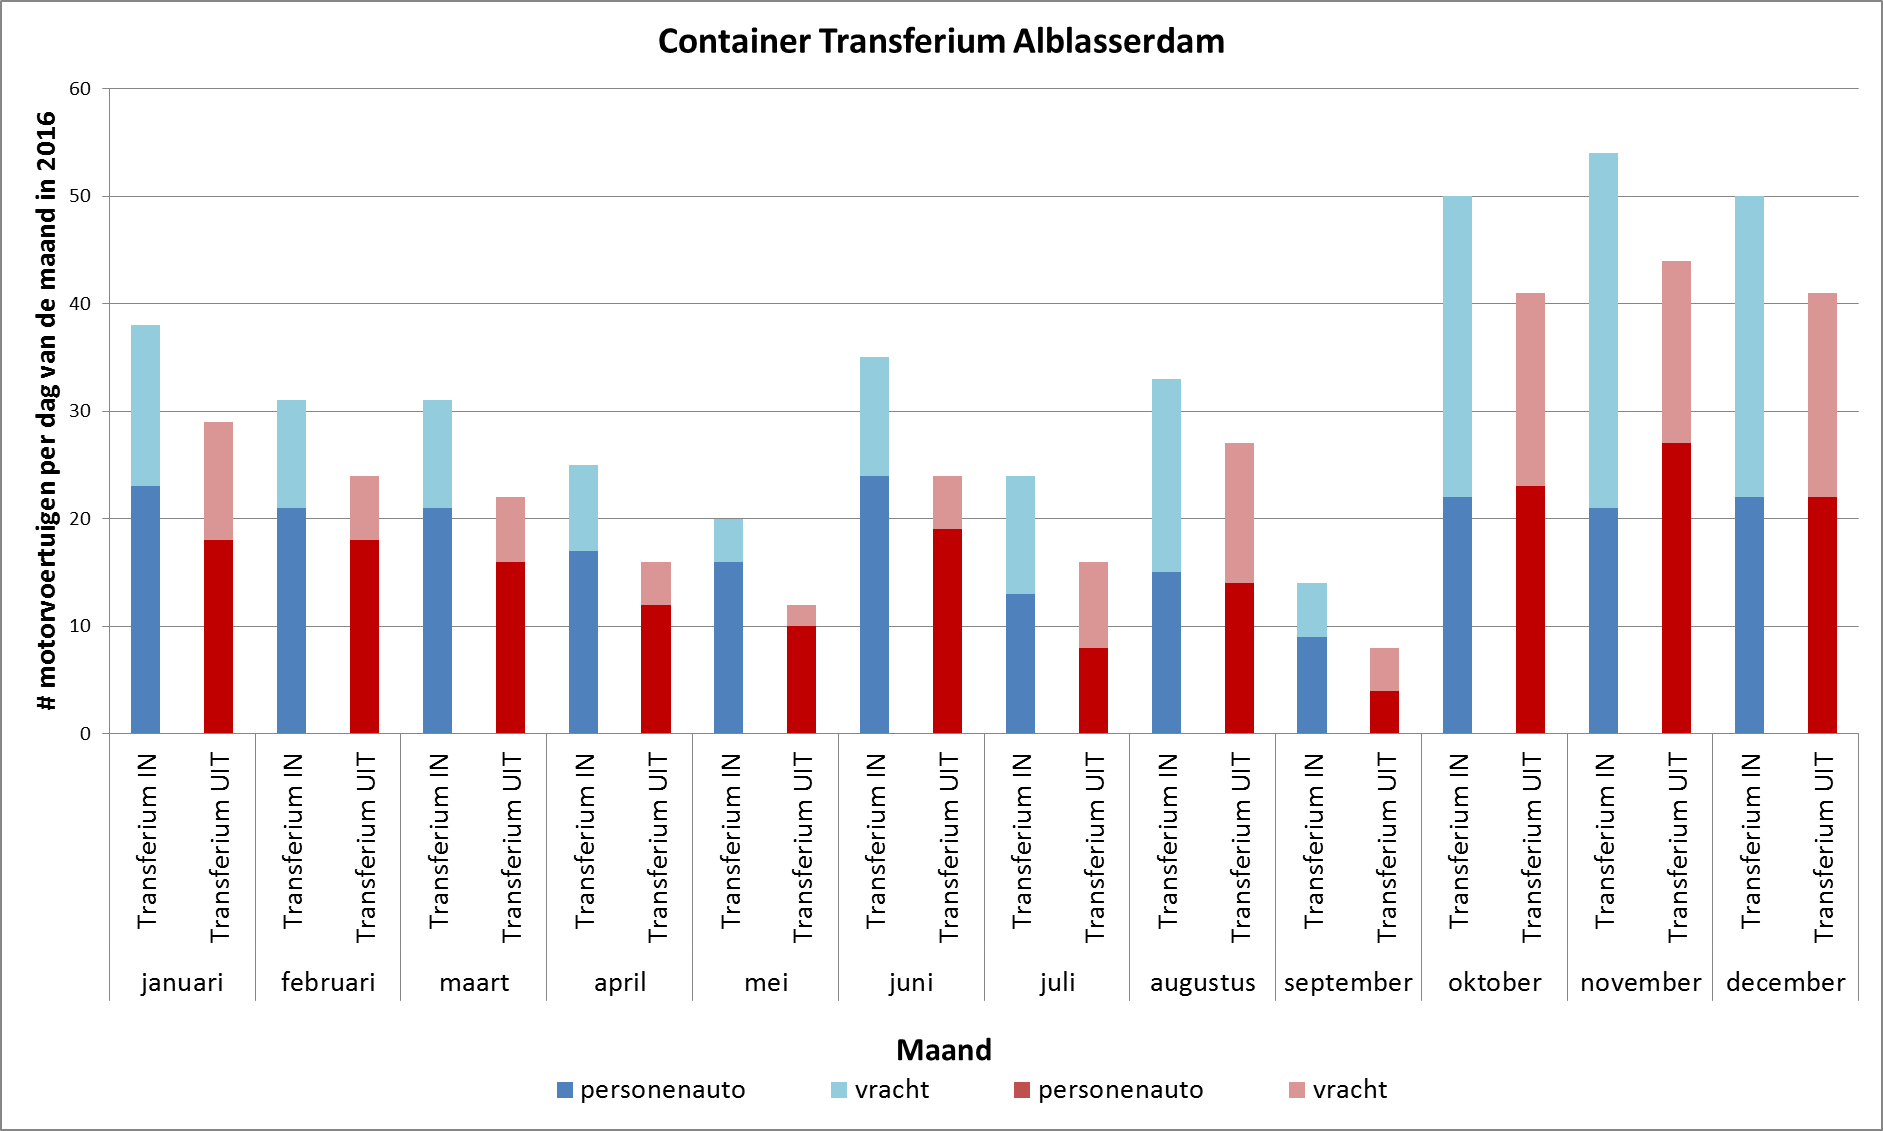 Container Transferium Alblasserdam
# motorvoertuigen per dag van de maand in 2016
60
50
40
30
20
10
0
Transferium IN
Transferium UIT
Transferium IN
Transferium UIT
Transferium IN
Transferium UIT
Transferium IN
Transferium UIT
Transferium IN
Transferium UIT
Transferium IN
Transferium UIT
Transferium IN
Transferium UIT
Transferium IN
Transferium UIT
Transferium IN
Transferium UIT
Transferium IN
Transferium UIT
Transferium IN
Transferium UIT
Transferium IN
Transferium UIT
januari februari maart april mei juni juli augustus september oktober november december
Maand
personenauto vracht personenauto vracht